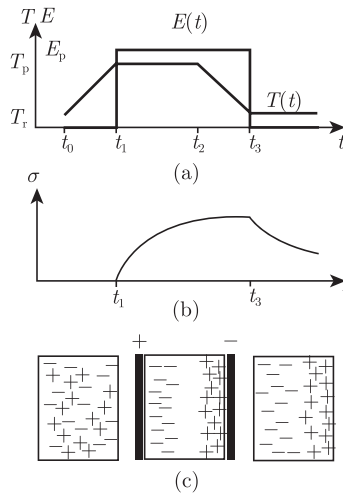 T E
E(t)
T_p E_p
T(t)
T_r
t_0 t_1 t_2 t_3 t
(a)
σ
t_1 t_3
(b)
+ −
(c)